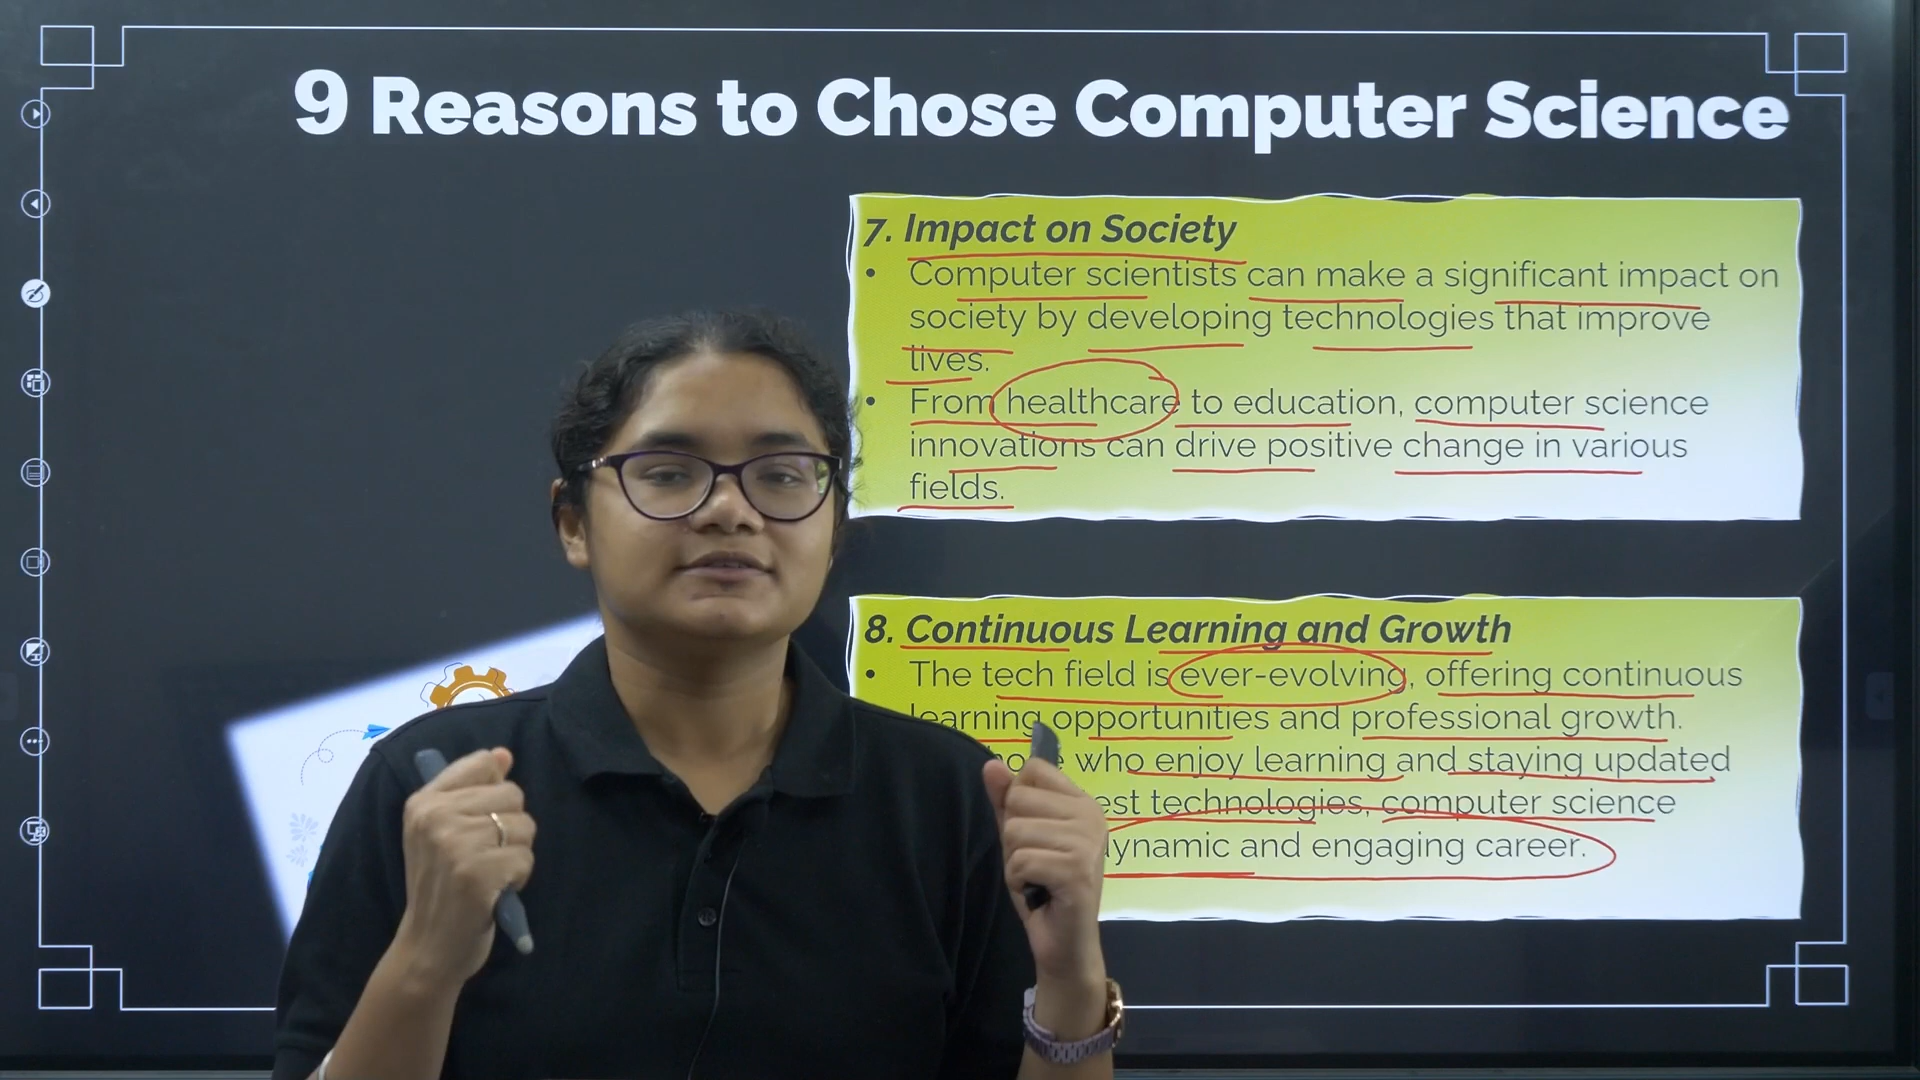 9 Reasons to Chose Computer Science
7. Impact on Society
• Computer scientists can make a significant impact on
society by developing technologies that improve
lives.
• From healthcare to education, computer science
innovations can drive positive change in various
fields.
8. Continuous Learning and Growth
• The tech field is ever-evolving, offering continuous
learning opportunities and professional growth.
who enjoy learning and staying updated
technologies, computer science
and engaging career.